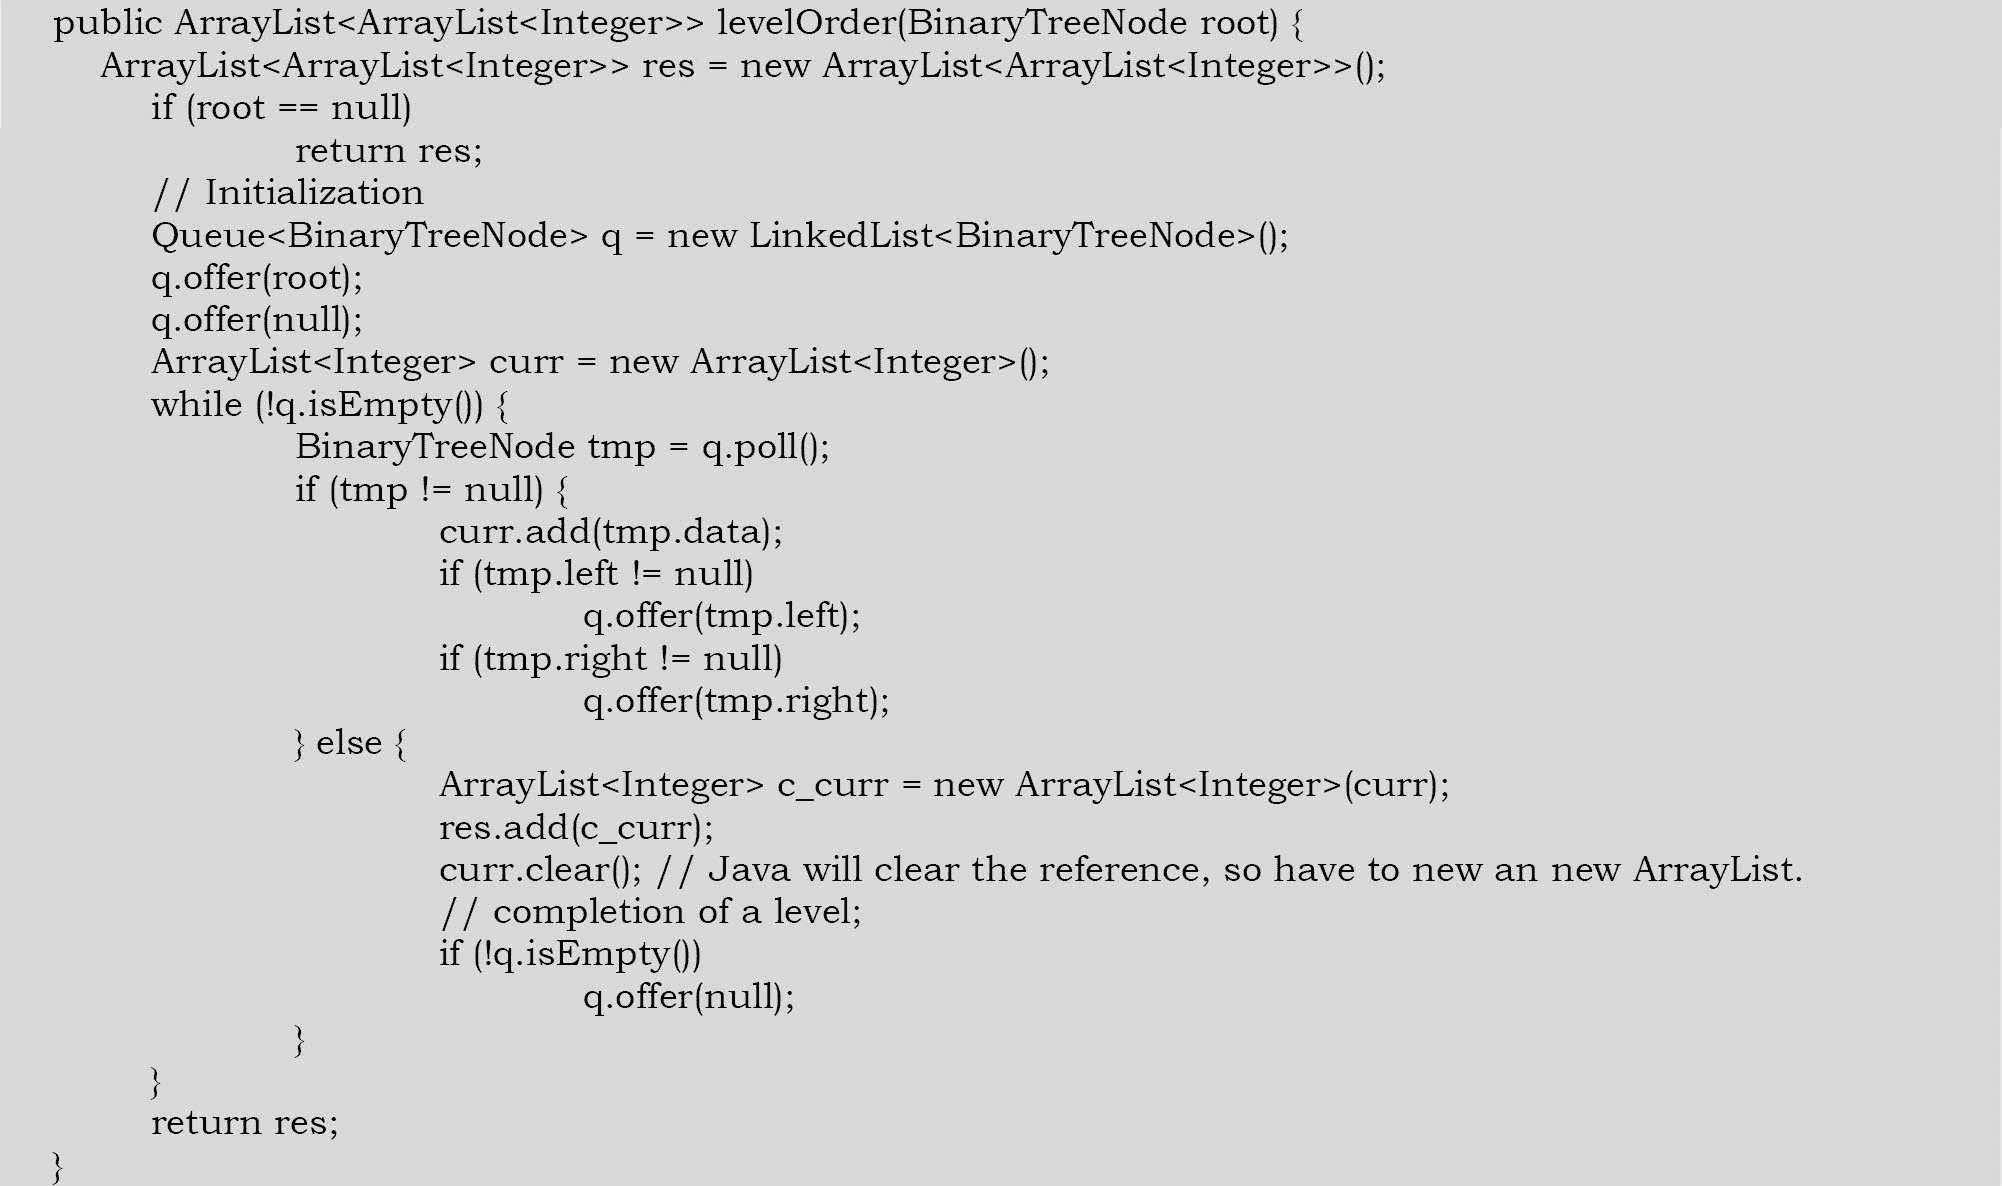 public ArrayList<ArrayList<Integer>> levelOrder(BinaryTreeNode root) {
ArrayList<ArrayList<Integer>> res = new ArrayList<ArrayList<Integer>>();
if (root == null)
return res;
// Initialization
Queue<BinaryTreeNode> q = new LinkedList<BinaryTreeNode>();
q.offer(root);
q.offer(null);
ArrayList<Integer> curr = new ArrayList<Integer>();
while (!q.isEmpty()) {
BinaryTreeNode tmp = q.poll();
if (tmp != null) {
curr.add(tmp.data);
if (tmp.left != null)
q.offer(tmp.left);
if (tmp.right != null)
q.offer(tmp.right);
} else {
ArrayList<Integer> c_curr = new ArrayList<Integer>(curr);
res.add(c_curr);
curr.clear(); // Java will clear the reference, so have to new an new ArrayList.
// completion of a level;
if (!q.isEmpty())
q.offer(null);
}
}
return res;
}